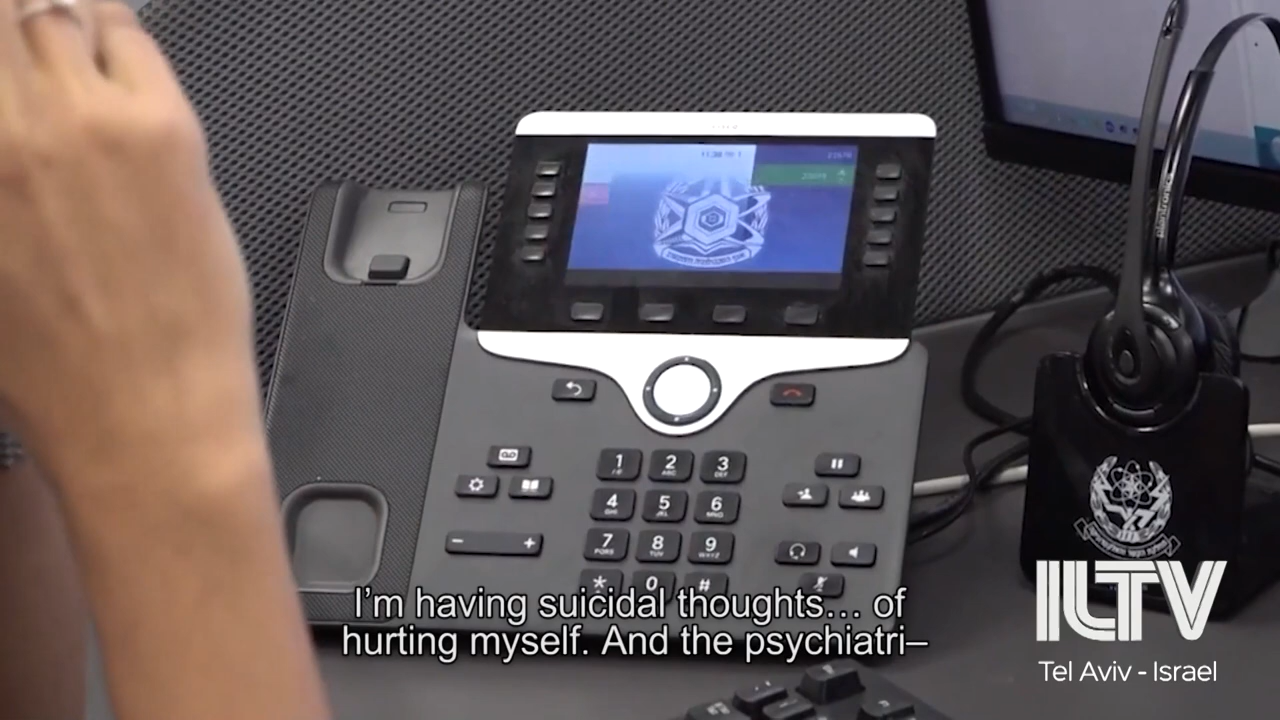 plantronics
1
2
ABC
3
DEF
4
GHI
5
JKL
6
MNO
7
PQRS
8
TUV
9
WXYZ
*
0
#
I'm having suicidal thoughts... of
hurting myself. And the psychiatri–
ILTV
Tel Aviv - Israel